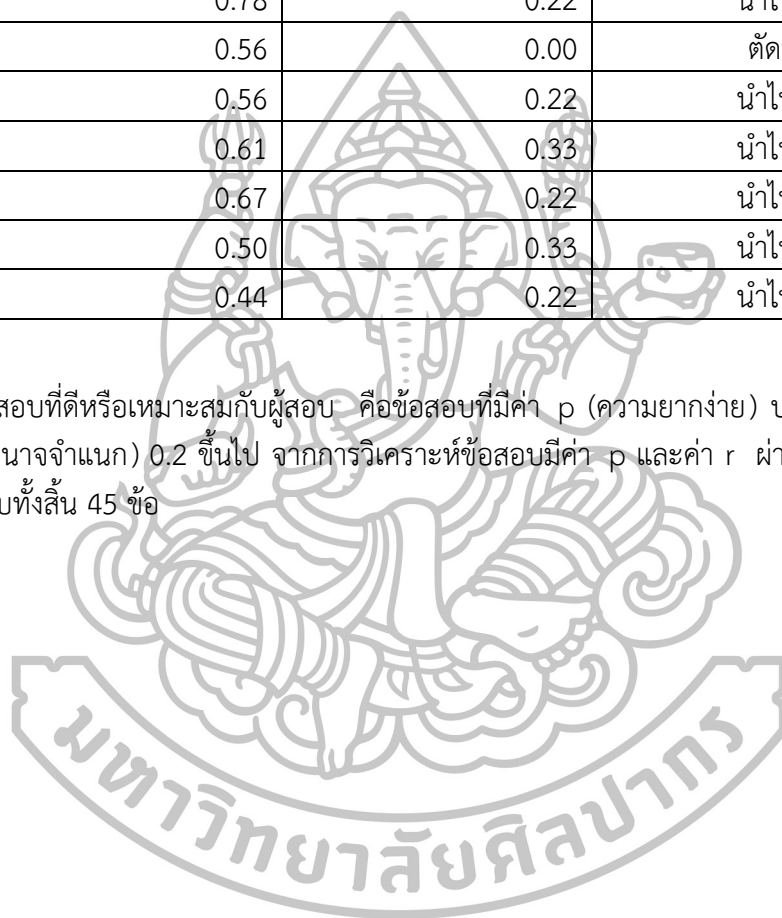 0.78 0.22
0.56 0.00 ตัด
0.56 0.22
0.61 0.33
0.67 0.22
0.50 0.33
0.44 0.22
สอบที่ดีหรือเหมาะสมกับผู้สอบ คือข้อสอบที่มีค่า p (ความยากง่าย)
นาจจำแนก) 0.2 ขึ้นไป จากการวิเคราะห์ข้อสอบมีค่า p และค่า r
บทั้งสิ้น 45 ข้อ
มหาวิทยาลัยศิลปากร